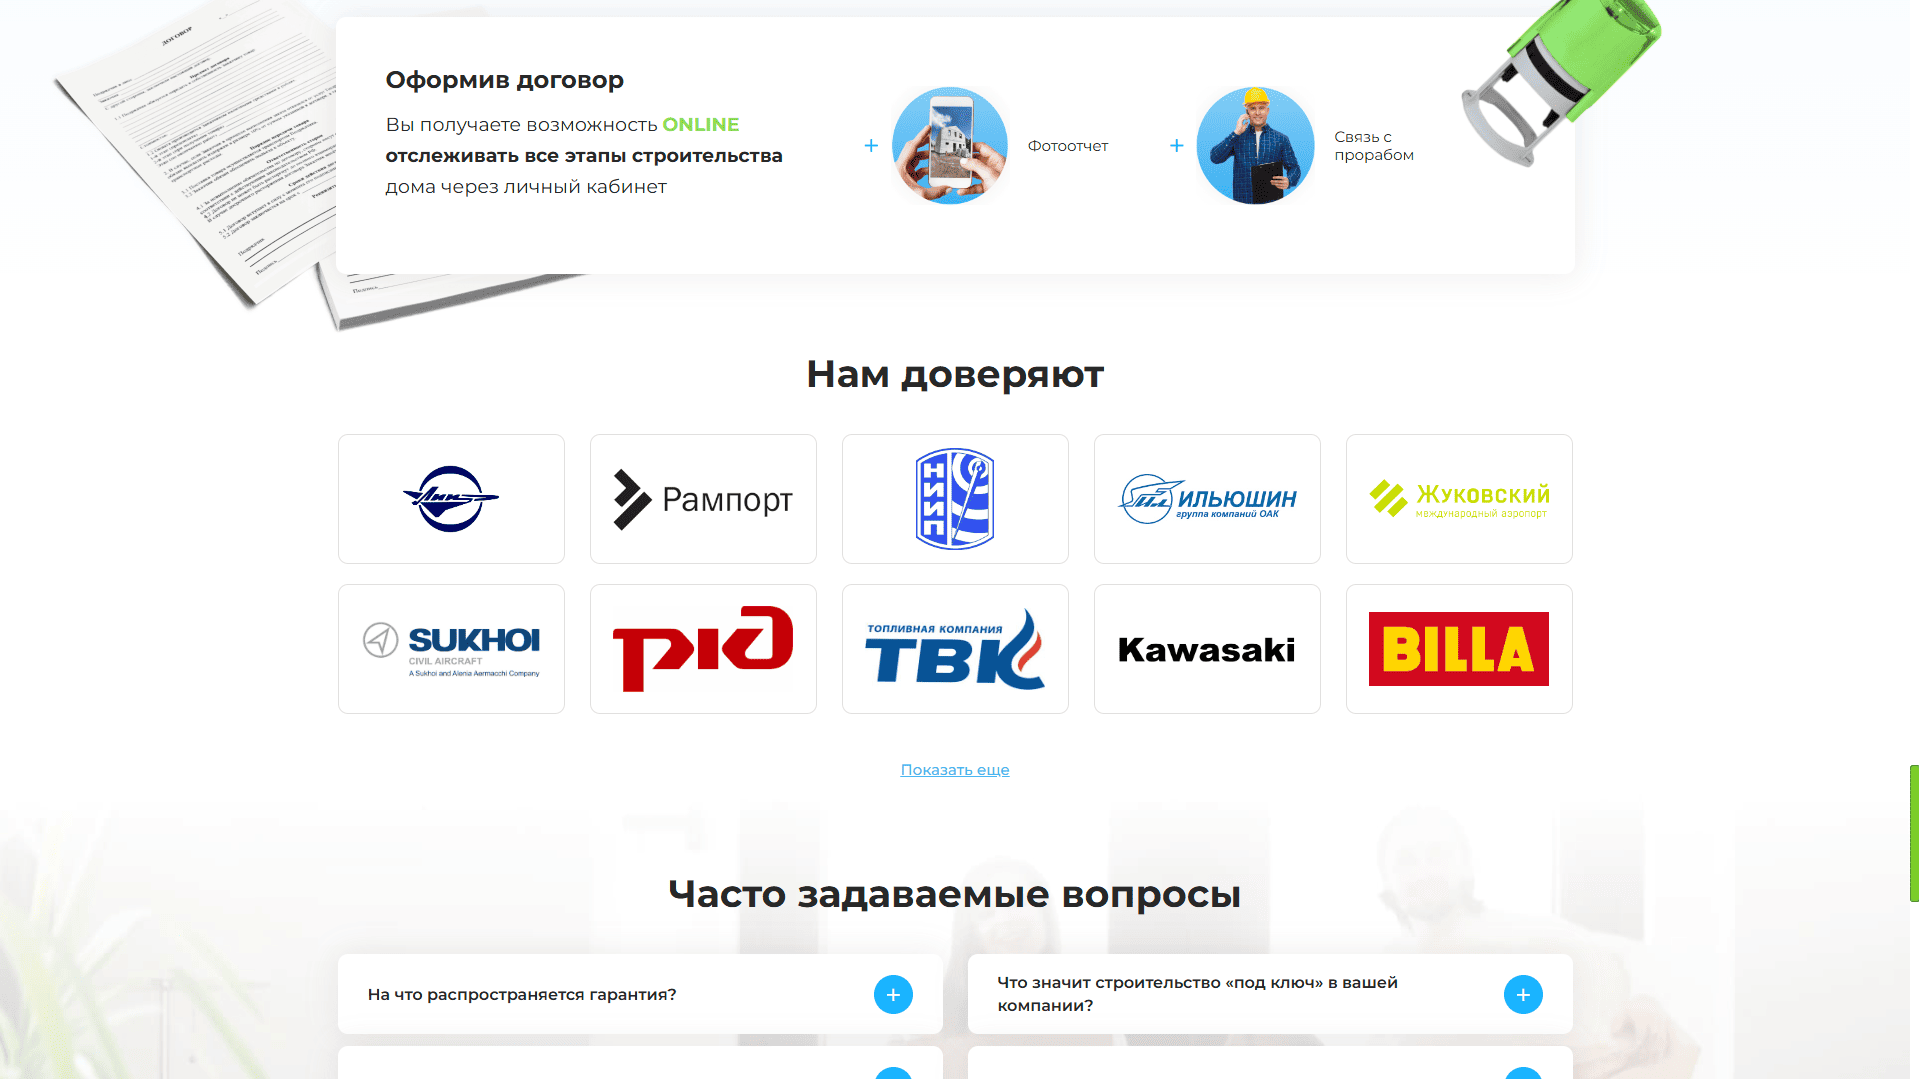 ДОГОВОР
Оформив договор
Вы получаете возможность ONLINE
отслеживать все этапы строительства
дома через личный кабинет
+
Фотоотчет
+
Связь с
прорабом
Нам доверяют
Лии
Рампорт
НИИП
ИЛЬЮШИН
группа компаний ОАК
Жуковский
международный аэропорт
SUKHOI
CIVIL AIRCRAFT
A Sukhoi and Alenia Aermacchi Company
ржд
ТОПЛИВНАЯ КОМПАНИЯ
ТВК
Kawasaki
BILLA
Показать еще
Часто задаваемые вопросы
На что распространяется гарантия?
+
Что значит строительство «под ключ» в вашей
компании?
+